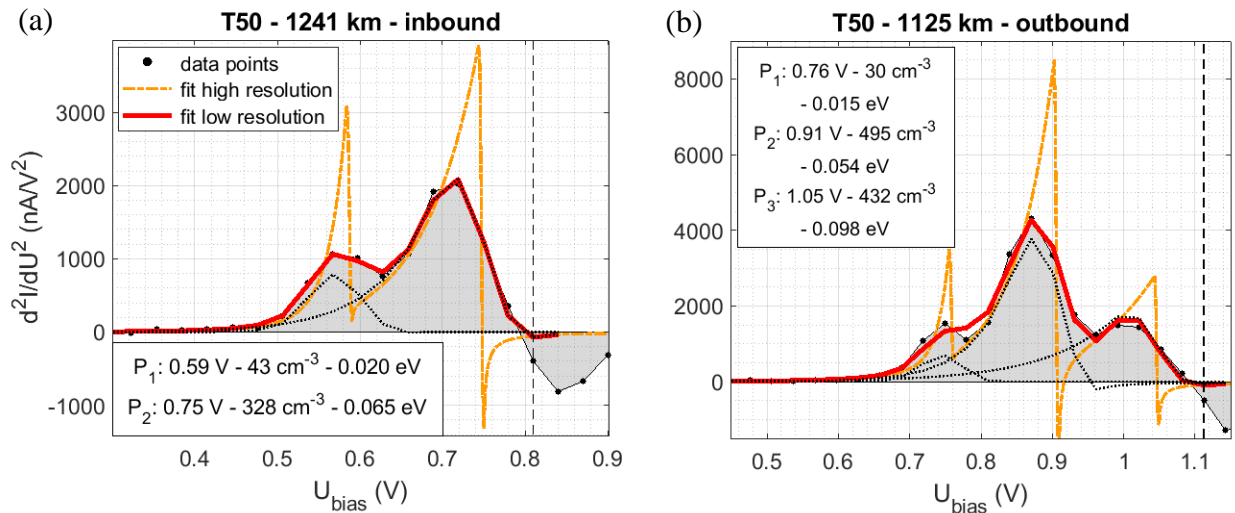 (a)
T50 - 1241 km - inbound
data points
fit high resolution
fit low resolution
d²I/dU² (nA/V²)
3000
2000
1000
0
-1000
P₁: 0.59 V - 43 cm⁻³ - 0.020 eV
P₂: 0.75 V - 328 cm⁻³ - 0.065 eV
0.4
0.5
0.6
0.7
0.8
0.9
U_bias (V)
(b)
T50 - 1125 km - outbound
P₁: 0.76 V - 30 cm⁻³
- 0.015 eV
P₂: 0.91 V - 495 cm⁻³
- 0.054 eV
P₃: 1.05 V - 432 cm⁻³
- 0.098 eV
8000
6000
4000
2000
0
0.5
0.6
0.7
0.8
0.9
1
1.1
U_bias (V)